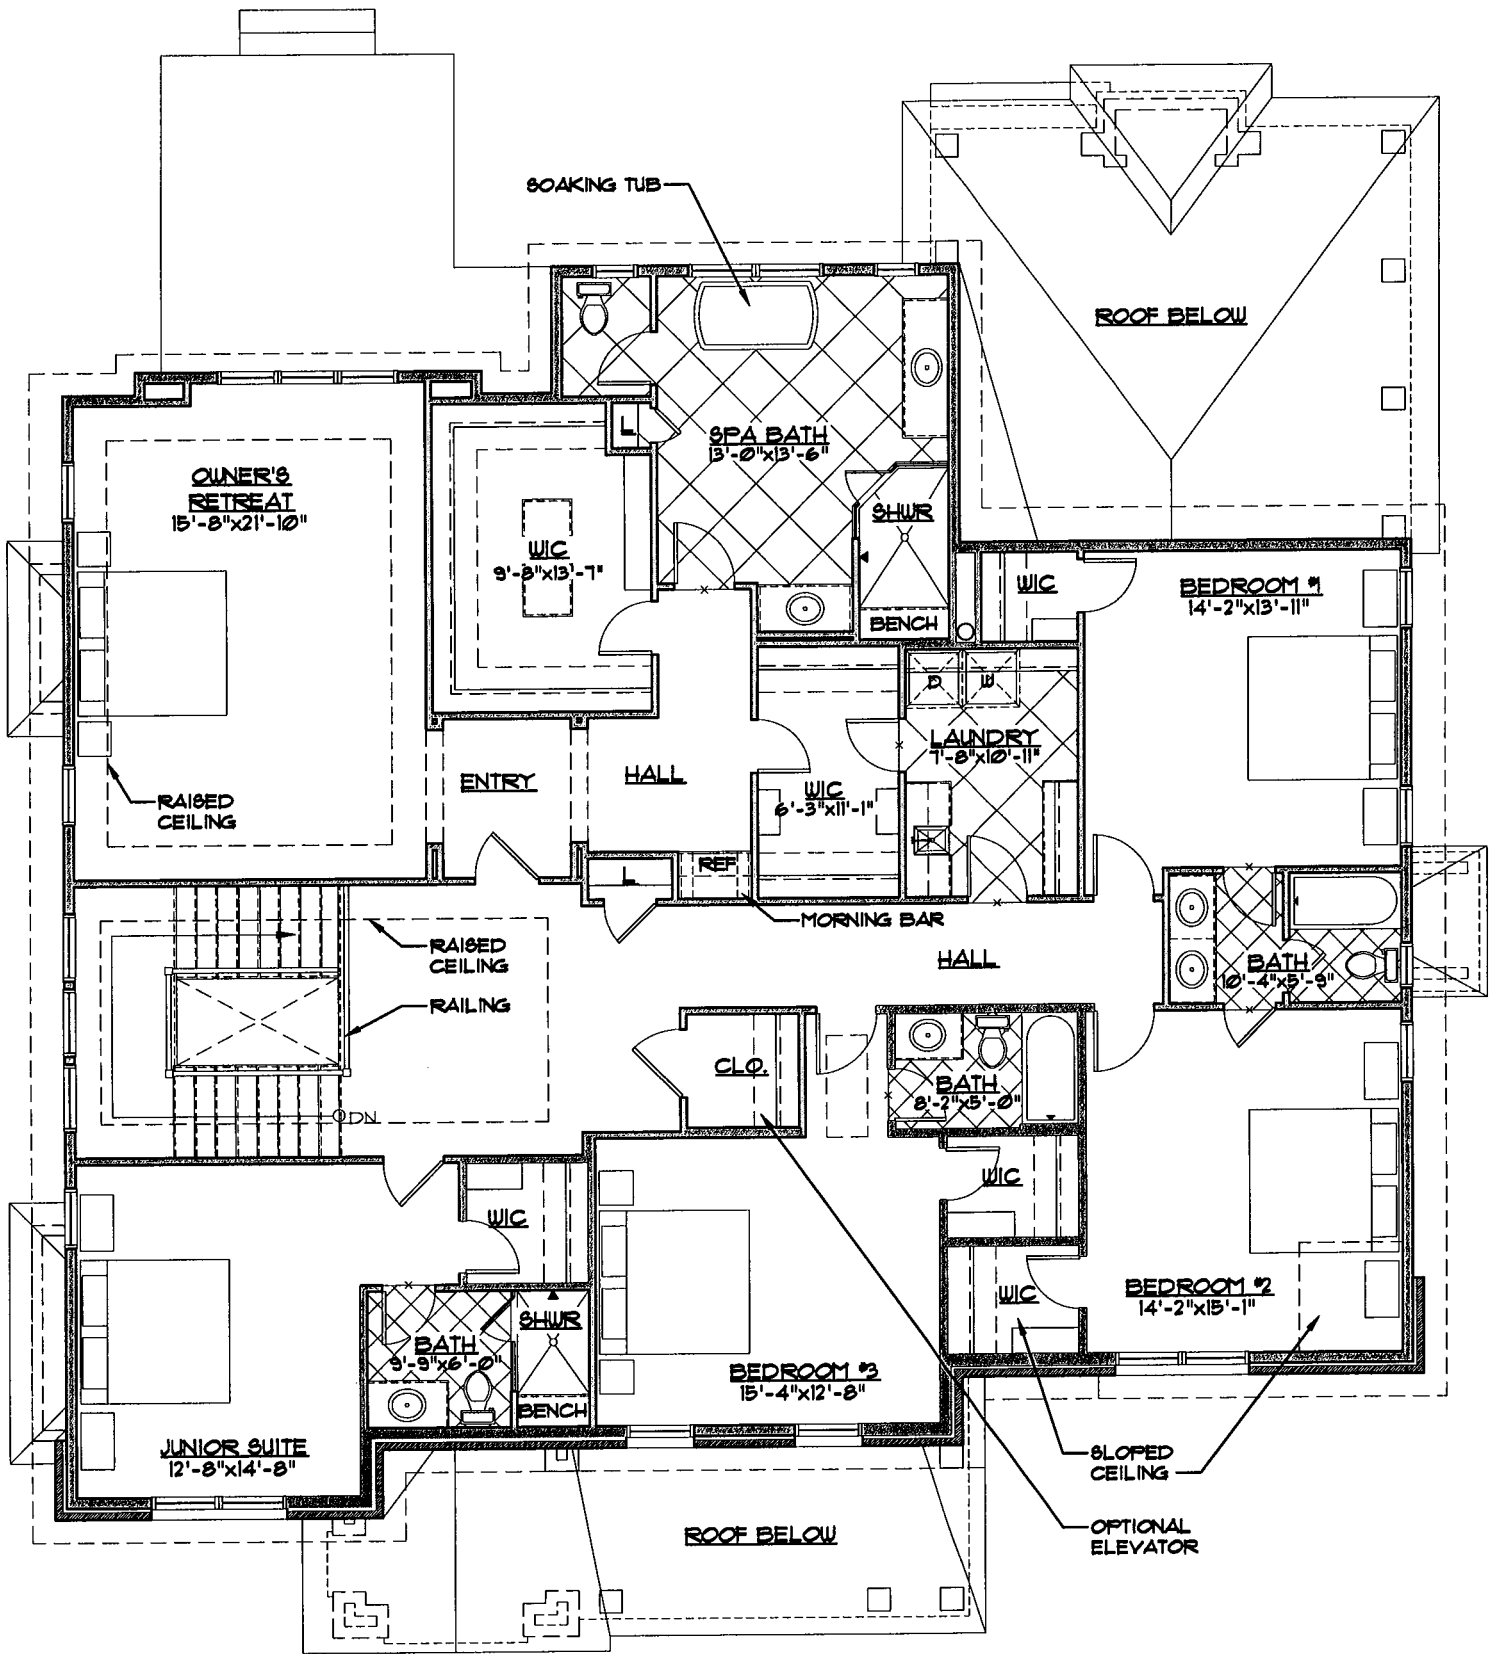 SOAKING TUB
ROOF BELOW
SPA BATH
13'-0"x13'-6"
L
OWNER'S
RETREAT
15'-8"x21'-10"
SHWR
WIC
9'-8"x13'-7"
WIC
BEDROOM #1
14'-2"x13'-11"
BENCH
D
W
LAUNDRY
7'-8"x10'-11"
ENTRY
HALL
WIC
6'-3"x11'-1"
RAISED
CEILING
REF
L
MORNING BAR
RAISED
CEILING
HALL
BATH
10'-4"x5'-9"
RAILING
CLO.
BATH
8'-2"x5'-0"
DN
WIC
WIC
WIC
BEDROOM #2
14'-2"x15'-1"
SHWR
BATH
9'-9"x6'-0"
BEDROOM #3
15'-4"x12'-8"
BENCH
JUNIOR SUITE
12'-8"x14'-8"
SLOPED
CEILING
ROOF BELOW
OPTIONAL
ELEVATOR